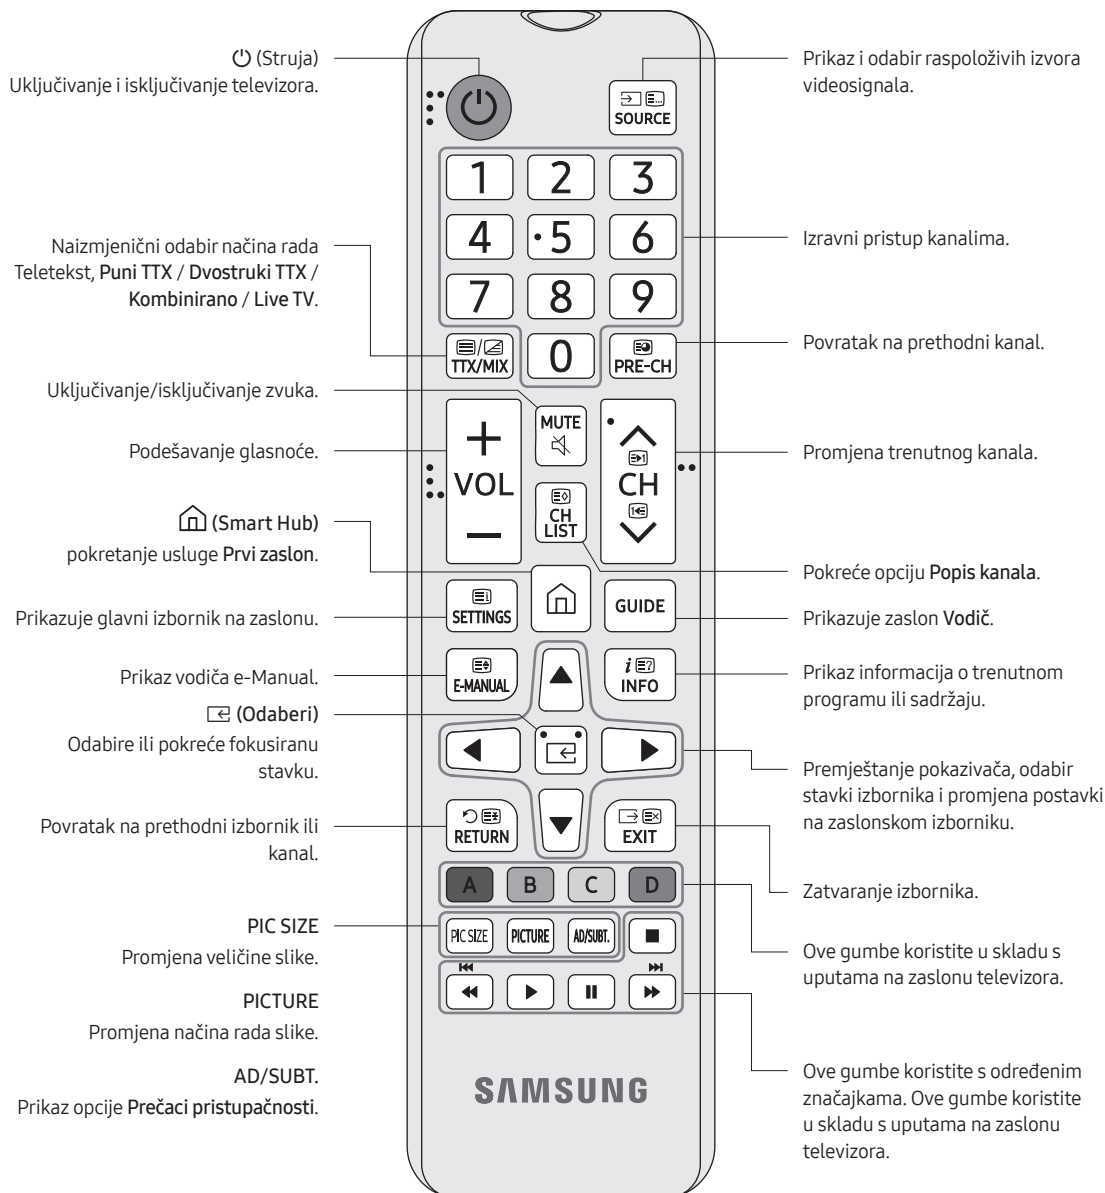 (Struja)
Uključivanje i isključivanje televizora.
Naizmjenični odabir načina rada
Teletekst, Puni TTX / Dvostruki TTX /
Kombinirano / Live TV.
Uključivanje/isključivanje zvuka.
Podešavanje glasnoće.
(Smart Hub)
pokretanje usluge Prvi zaslon.
Prikazuje glavni izbornik na zaslonu.
Prikaz vodiča e-Manual.
(Odaberi)
Odabire ili pokreće fokusiranu
stavku.
Povratak na prethodni izbornik ili
kanal.
PIC SIZE
Promjena veličine slike.
PICTURE
Promjena načina rada slike.
AD/SUBT.
Prikaz opcije Prečaci pristupačnosti.
SOURCE
1 2 3
4 5 6
7 8 9
TTX/MIX 0 PRE-CH
MUTE
VOL
CH
CH
LIST
SETTINGS
GUIDE
E-MANUAL
i INFO
RETURN
EXIT
A B C D
PIC SIZE PICTURE AD/SUBT.
SAMSUNG
Prikaz i odabir raspoloživih izvora
videosignala.
Izravni pristup kanalima.
Povratak na prethodni kanal.
Promjena trenutnog kanala.
Pokreće opciju Popis kanala.
Prikazuje zaslon Vodič.
Prikaz informacija o trenutnom
programu ili sadržaju.
Premještanje pokazivača, odabir
stavki izbornika i promjena postavki
na zaslonskom izborniku.
Zatvaranje izbornika.
Ove gumbe koristite u skladu s
uputama na zaslonu televizora.
Ove gumbe koristite s određenim
značajkama. Ove gumbe koristite
u skladu s uputama na zaslonu
televizora.